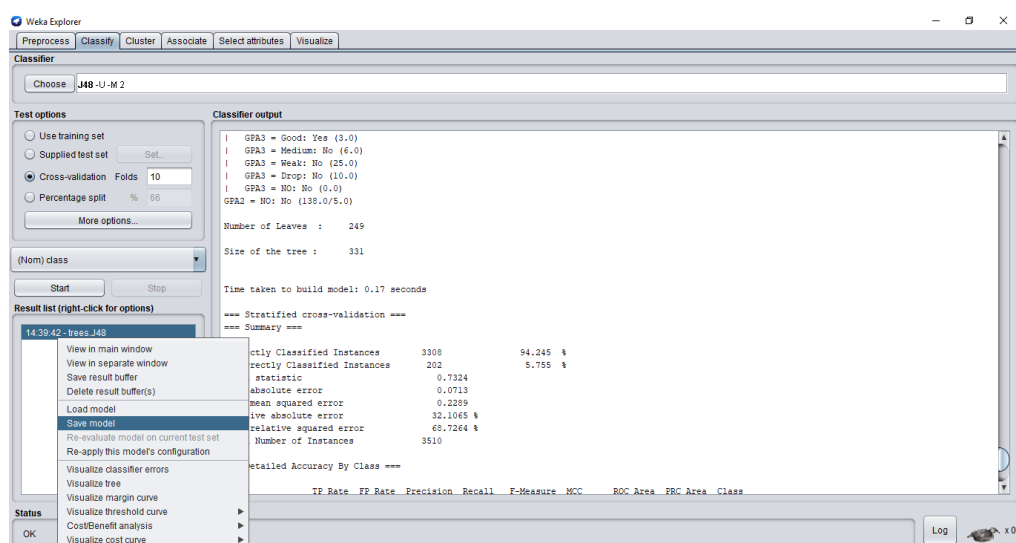 Weka Explorer
Preprocess Classify Cluster Associate Select attributes Visualize
Classifier
Choose J48 -U -M 2
Test options
Use training set
Supplied test set Set...
Cross-validation Folds 10
Percentage split % 66
More options...
(Nom) class
Start Stop
Result list (right-click for options)
14:39:42 - trees.J48
View in main window
View in separate window
Save result buffer
Delete result buffer(s)
Load model
Save model
Re-evaluate model on current test set
Re-apply this model's configuration
Visualize classifier errors
Visualize tree
Visualize margin curve
Visualize threshold curve
Cost/Benefit analysis
Visualize cost curve
Classifier output
| GPA3 = Good: Yes (3.0)
| GPA3 = Medium: No (6.0)
| GPA3 = Weak: No (25.0)
| GPA3 = Drop: No (10.0)
| GPA3 = NO: No (0.0)
GPA2 = NO: No (138.0/5.0)
Number of Leaves : 249
Size of the tree : 331
Time taken to build model: 0.17 seconds
=== Stratified cross-validation ===
=== Summary ===
ctly Classified Instances 3308 94.245 %
rectly Classified Instances 202 5.755 %
statistic 0.7324
absolute error 0.0713
mean squared error 0.2289
ive absolute error 32.1065 %
relative squared error 68.7264 %
Number of Instances 3510
etailed Accuracy By Class ===
TP Rate FP Rate Precision Recall F-Measure MCC ROC Area PRC Area Class
Status
OK
Log x 0